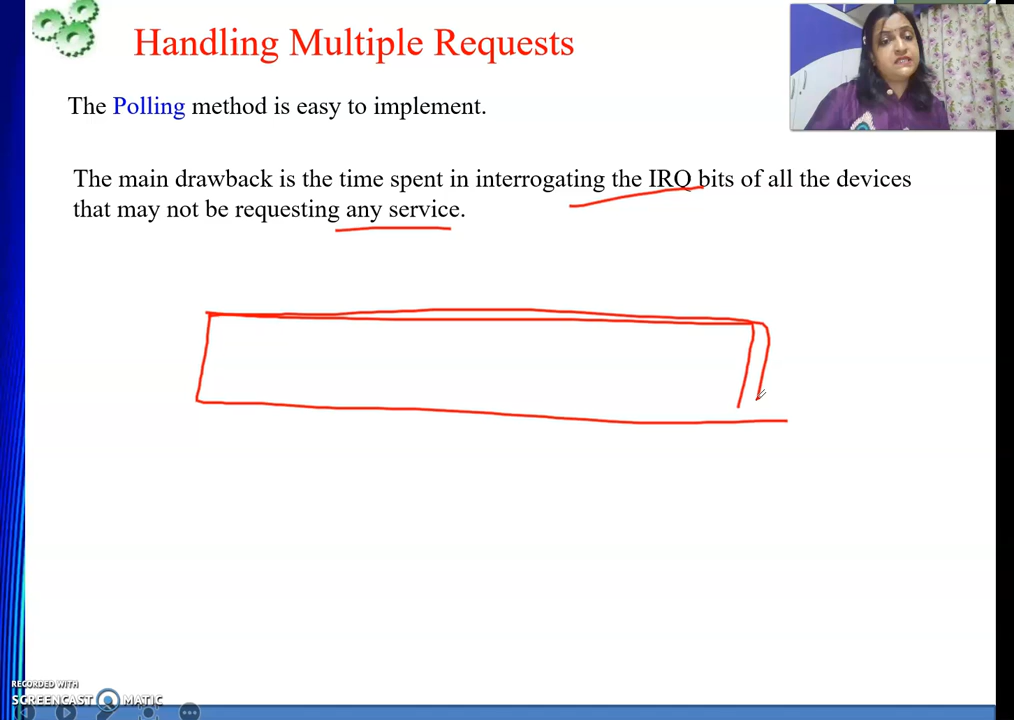 Handling Multiple Requests
The Polling method is easy to implement.
The main drawback is the time spent in interrogating the IRQ bits of all the devices
that may not be requesting any service.
RECORDED WITH
SCREENCAST MATIC